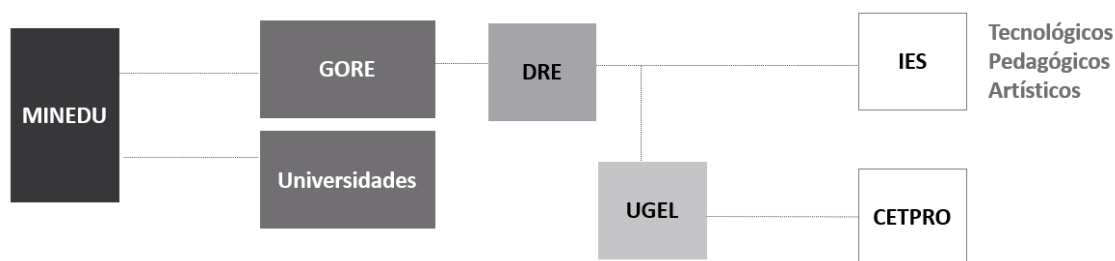 MINEDU
GORE
Universidades
DRE
UGEL
IES
Tecnológicos
Pedagógicos
Artísticos
CETPRO